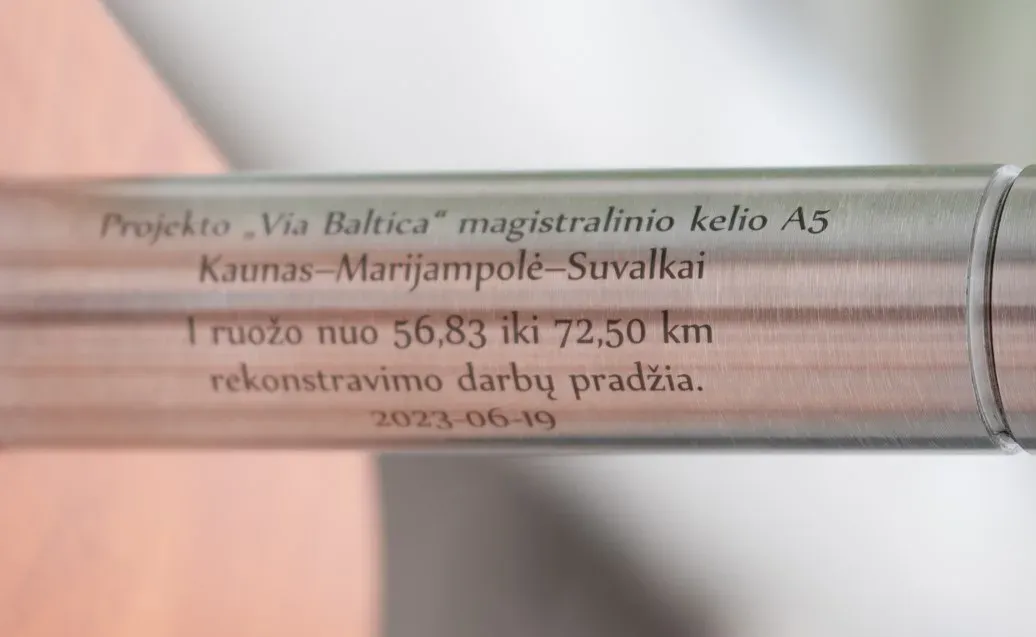 Projekto „Via Baltica“ magistralinio kelio A5
Kaunas–Marijampolė–Suvalkai
I ruožo nuo 56,83 iki 72,50 km
rekonstravimo darbų pradžia.
2023-06-19